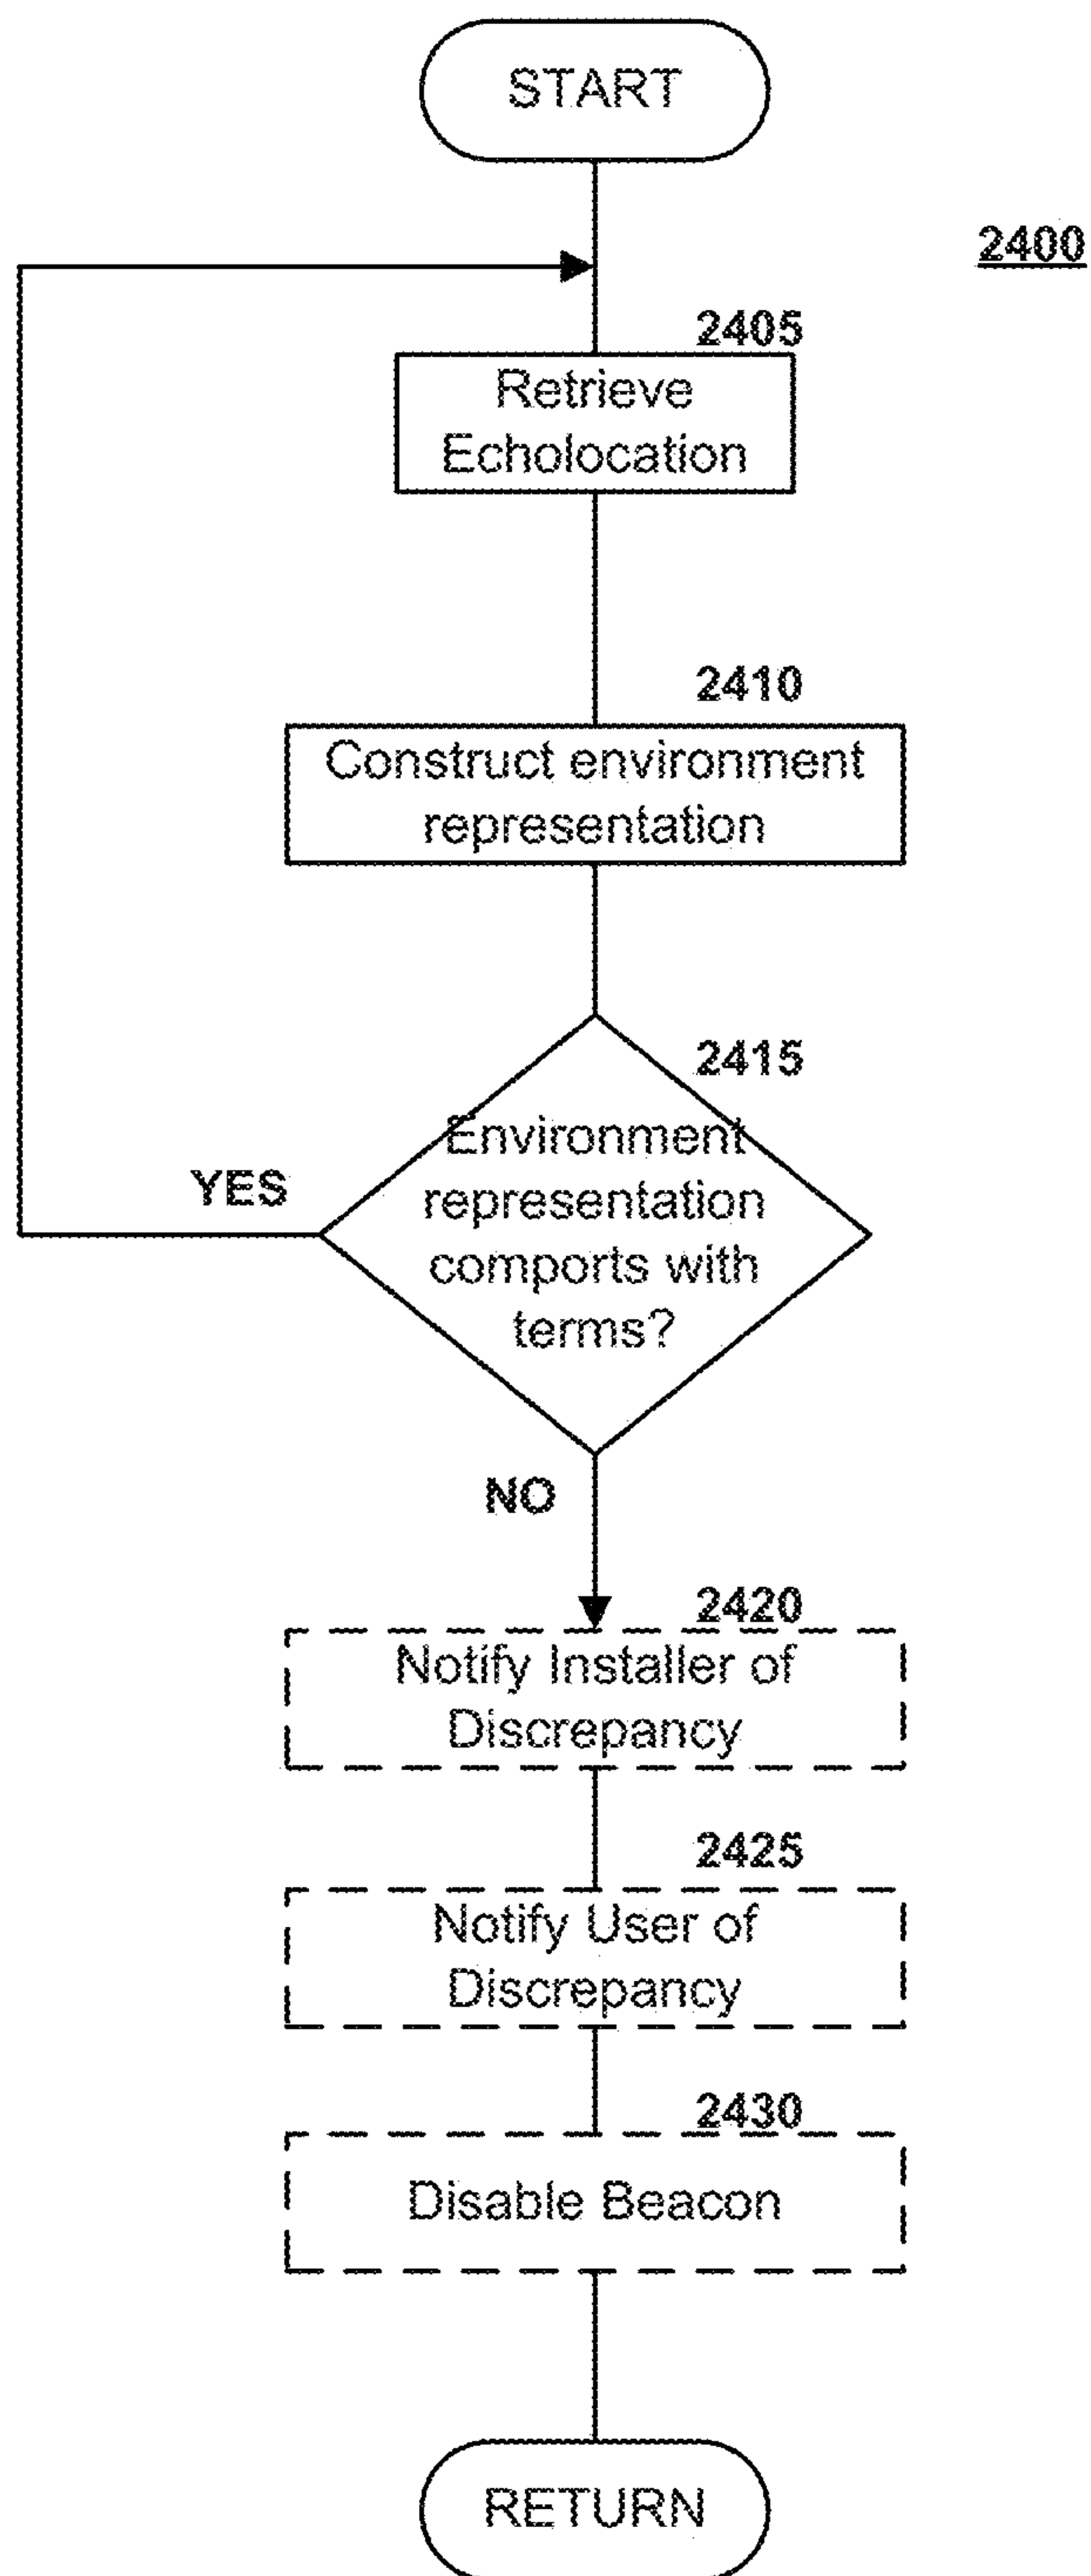 START
2400
2405
Retrieve
Echolocation
2410
Construct environment
representation
2415
Environment
representation
comports with
terms?
YES
NO
2420
Notify Installer of
Discrepancy
2425
Notify User of
Discrepancy
2430
Disable Beacon
RETURN